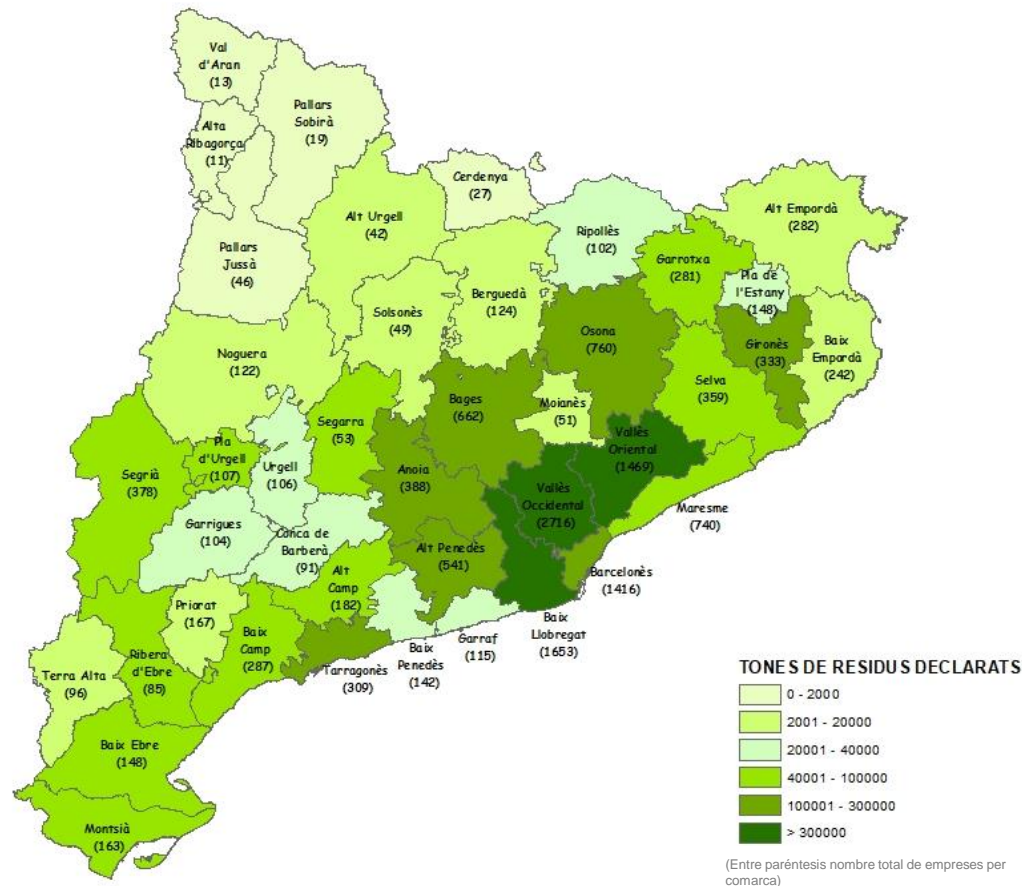 Val
d'Aran
(13)
Pallars
Sobirà
(19)
Alta
Ribagorça
(11)
Cerdenya
(27)
Alt Urgell
(42)
Ripollès
(102)
Alt Empordà
(282)
Pallars
Jussà
(46)
Garrotxa
(281)
Pla de
l'Estany
(148)
Berguedà
(124)
Solsonès
(49)
Osona
(760)
Gironès
(333)
Baix
Empordà
(242)
Noguera
(122)
Selva
(359)
Bages
(662)
Moianès
(51)
Segarra
(53)
Vallès
Oriental
(1469)
Pla
d'Urgell
(107)
Urgell
(106)
Segrià
(378)
Anoia
(388)
Vallès
Occidental
(2716)
Maresme
(740)
Garrigues
(104)
Conca de
Barberà
(91)
Alt Penedès
(541)
Alt
Camp
(182)
Barcelonès
(1416)
Priorat
(167)
Baix
Camp
(287)
Baix
Llobregat
(1653)
Garraf
(115)
Baix
Penedès
(142)
Tarragonès
(309)
Ribera
d'Ebre
(85)
Terra Alta
(96)
Baix Ebre
(148)
Montsià
(163)
TONES DE RESIDUS DECLARATS
0 - 2000
2001 - 20000
20001 - 40000
40001 - 100000
100001 - 300000
> 300000
(Entre paréntesis nombre total de empreses per
comarca)